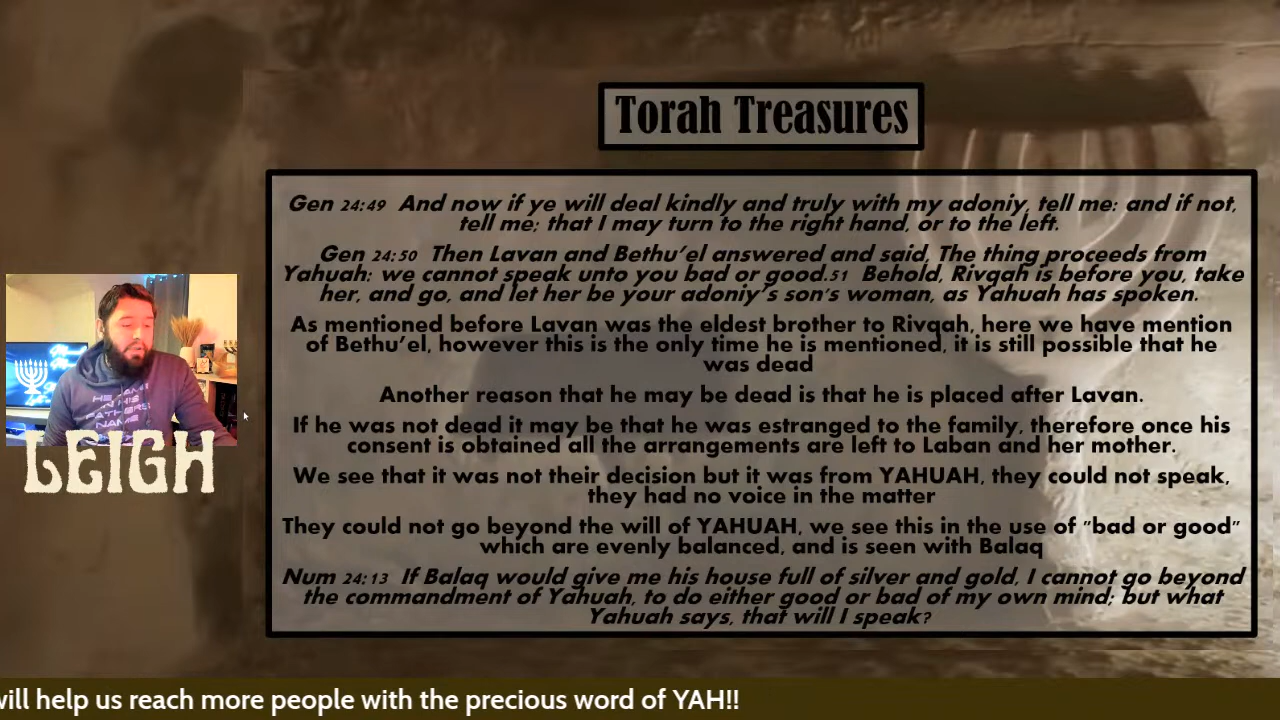 Torah Treasures
Gen 24:49 And now if ye will deal kindly and truly with my adoniy, tell me: and if not,
tell me; that I may turn to the right hand, or to the left.
Gen 24:50 Then Lavan and Bethu'el answered and said, The thing proceeds from
Yahuah: we cannot speak unto you bad or good.51 Behold, Rivqah is before you, take
her, and go, and let her be your adoniy's son's woman, as Yahuah has spoken.
As mentioned before Lavan was the eldest brother to Rivqah, here we have mention
of Bethu'el, however this is the only time he is mentioned, it is still possible that he
was dead
Another reason that he may be dead is that he is placed after Lavan.
If he was not dead it may be that he was estranged to the family, therefore once his
consent is obtained all the arrangements are left to Laban and her mother.
We see that it was not their decision but it was from YAHUAH, they could not speak,
they had no voice in the matter
They could not go beyond the will of YAHUAH, we see this in the use of "bad or good"
which are evenly balanced, and is seen with Balaq
Num 24:13 If Balaq would give me his house full of silver and gold, I cannot go beyond
the commandment of Yahuah, to do either good or bad of my own mind; but what
Yahuah says, that will I speak?
HE
IN HIS
FATHERS
NAME
LEIGH
will help us reach more people with the precious word of YAH!!